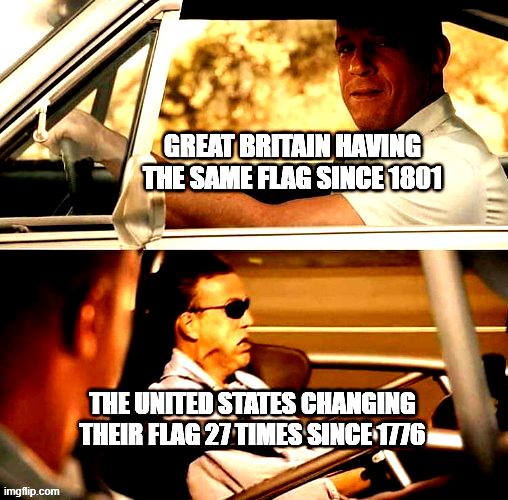 GREAT BRITAIN HAVING
THE SAME FLAG SINCE 1801
THE UNITED STATES CHANGING
THEIR FLAG 27 TIMES SINCE 1776
imgflip.com